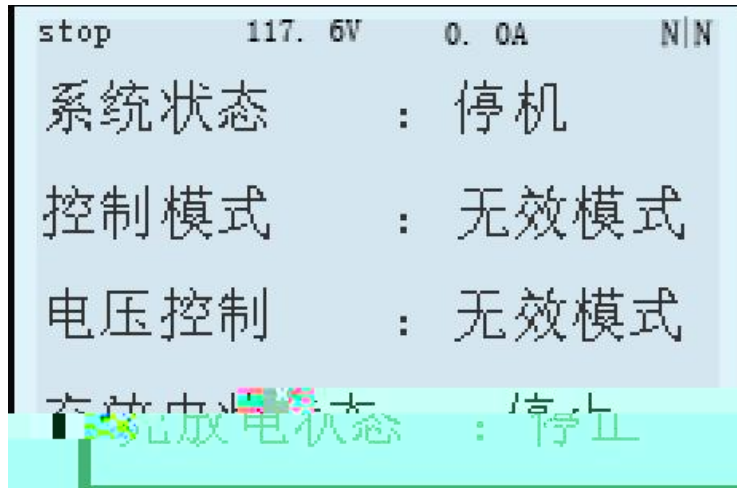 stop 117. 6V 0. 0A N|N
系统状态 : 停机
控制模式 : 无效模式
电压控制 : 无效模式
放电状态 : 停止